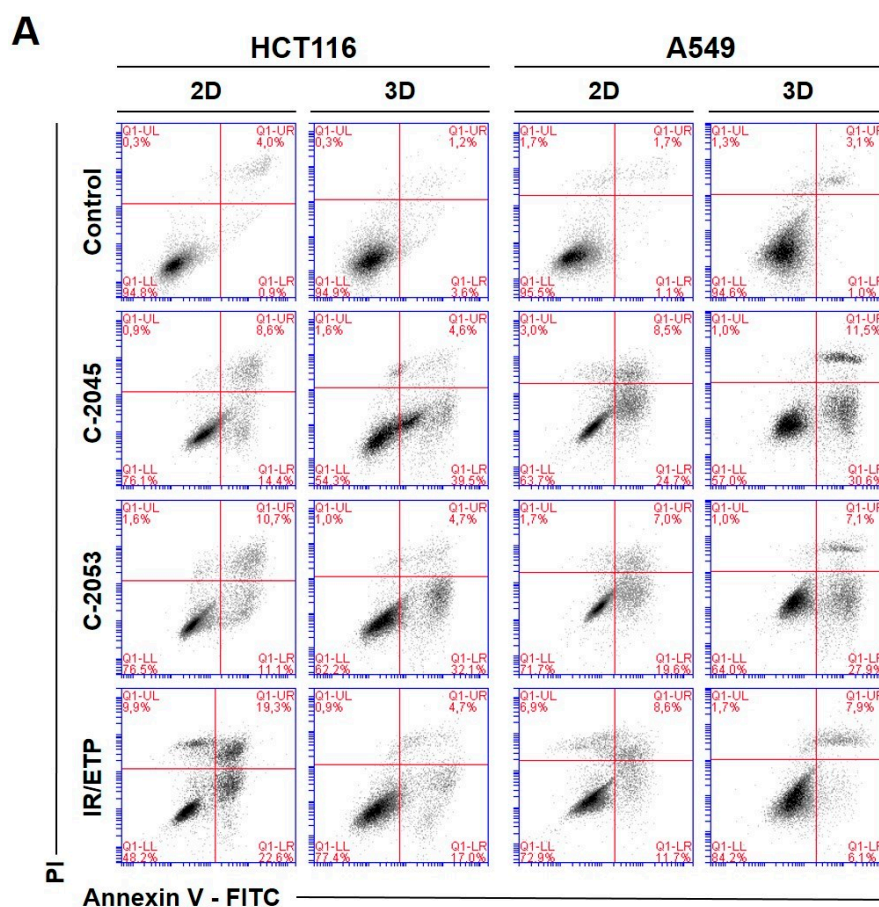 A
HCT116 A549
2D 3D 2D 3D
Control
Q1-UL Q1-UR Q1-UL Q1-UR Q1-UL Q1-UR Q1-UL Q1-UR
0,3% 4,0% 0,3% 1,2% 1,7% 1,7% 1,3% 3,1%
Q1-LL Q1-LR Q1-LL Q1-LR Q1-LL Q1-LR Q1-LL Q1-LR
94,8% 0,9% 94,9% 3,6% 95,5% 1,1% 94,6% 1,0%
C-2045
Q1-UL Q1-UR Q1-UL Q1-UR Q1-UL Q1-UR Q1-UL Q1-UR
0,9% 8,6% 1,6% 4,6% 3,0% 8,5% 1,0% 11,5%
Q1-LL Q1-LR Q1-LL Q1-LR Q1-LL Q1-LR Q1-LL Q1-LR
76,1% 14,4% 54,3% 39,5% 63,7% 24,7% 57,0% 30,6%
C-2053
Q1-UL Q1-UR Q1-UL Q1-UR Q1-UL Q1-UR Q1-UL Q1-UR
1,6% 10,7% 1,0% 4,7% 1,7% 7,0% 1,0% 7,1%
Q1-LL Q1-LR Q1-LL Q1-LR Q1-LL Q1-LR Q1-LL Q1-LR
76,5% 11,1% 62,2% 32,1% 71,7% 19,6% 64,0% 27,9%
IR/ETP
Q1-UL Q1-UR Q1-UL Q1-UR Q1-UL Q1-UR Q1-UL Q1-UR
9,9% 19,3% 0,9% 4,7% 6,9% 8,6% 1,7% 7,9%
Q1-LL Q1-LR Q1-LL Q1-LR Q1-LL Q1-LR Q1-LL Q1-LR
48,2% 22,6% 77,4% 17,0% 72,9% 11,7% 84,2% 6,1%
PI
Annexin V - FITC